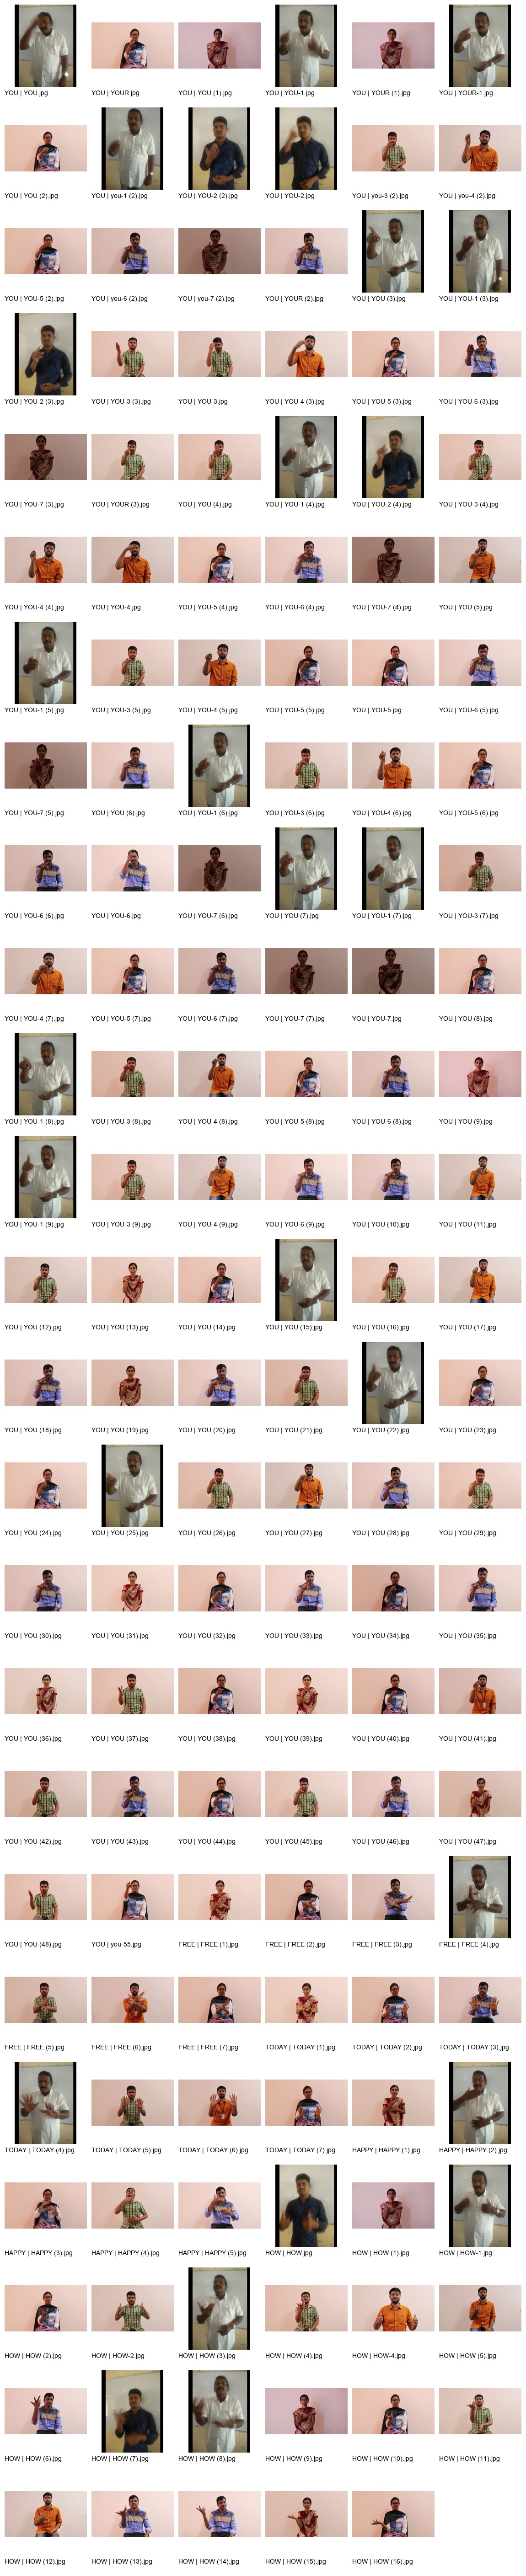 YOU | YOU.jpg YOU | YOUR.jpg YOU | YOU (1).jpg YOU | YOU-1.jpg YOU | YOUR (1).jpg YOU | YOUR-1.jpg
YOU | YOU (2).jpg YOU | you-1 (2).jpg YOU | YOU-2 (2).jpg YOU | YOU-2.jpg YOU | you-3 (2).jpg YOU | you-4 (2).jpg
YOU | YOU-5 (2).jpg YOU | you-6 (2).jpg YOU | you-7 (2).jpg YOU | YOUR (2).jpg YOU | YOU (3).jpg YOU | YOU-1 (3).jpg
YOU | YOU-2 (3).jpg YOU | YOU-3 (3).jpg YOU | YOU-3.jpg YOU | YOU-4 (3).jpg YOU | YOU-5 (3).jpg YOU | YOU-6 (3).jpg
YOU | YOU-7 (3).jpg YOU | YOUR (3).jpg YOU | YOU (4).jpg YOU | YOU-1 (4).jpg YOU | YOU-2 (4).jpg YOU | YOU-3 (4).jpg
YOU | YOU-4 (4).jpg YOU | YOU-4.jpg YOU | YOU-5 (4).jpg YOU | YOU-6 (4).jpg YOU | YOU-7 (4).jpg YOU | YOU (5).jpg
YOU | YOU-1 (5).jpg YOU | YOU-3 (5).jpg YOU | YOU-4 (5).jpg YOU | YOU-5 (5).jpg YOU | YOU-5.jpg YOU | YOU-6 (5).jpg
YOU | YOU-7 (5).jpg YOU | YOU (6).jpg YOU | YOU-1 (6).jpg YOU | YOU-3 (6).jpg YOU | YOU-4 (6).jpg YOU | YOU-5 (6).jpg
YOU | YOU-6 (6).jpg YOU | YOU-6.jpg YOU | YOU-7 (6).jpg YOU | YOU (7).jpg YOU | YOU-1 (7).jpg YOU | YOU-3 (7).jpg
YOU | YOU-4 (7).jpg YOU | YOU-5 (7).jpg YOU | YOU-6 (7).jpg YOU | YOU-7 (7).jpg YOU | YOU-7.jpg YOU | YOU (8).jpg
YOU | YOU-1 (8).jpg YOU | YOU-3 (8).jpg YOU | YOU-4 (8).jpg YOU | YOU-5 (8).jpg YOU | YOU-6 (8).jpg YOU | YOU (9).jpg
YOU | YOU-1 (9).jpg YOU | YOU-3 (9).jpg YOU | YOU-4 (9).jpg YOU | YOU-6 (9).jpg YOU | YOU (10).jpg YOU | YOU (11).jpg
YOU | YOU (12).jpg YOU | YOU (13).jpg YOU | YOU (14).jpg YOU | YOU (15).jpg YOU | YOU (16).jpg YOU | YOU (17).jpg
YOU | YOU (18).jpg YOU | YOU (19).jpg YOU | YOU (20).jpg YOU | YOU (21).jpg YOU | YOU (22).jpg YOU | YOU (23).jpg
YOU | YOU (24).jpg YOU | YOU (25).jpg YOU | YOU (26).jpg YOU | YOU (27).jpg YOU | YOU (28).jpg YOU | YOU (29).jpg
YOU | YOU (30).jpg YOU | YOU (31).jpg YOU | YOU (32).jpg YOU | YOU (33).jpg YOU | YOU (34).jpg YOU | YOU (35).jpg
YOU | YOU (36).jpg YOU | YOU (37).jpg YOU | YOU (38).jpg YOU | YOU (39).jpg YOU | YOU (40).jpg YOU | YOU (41).jpg
YOU | YOU (42).jpg YOU | YOU (43).jpg YOU | YOU (44).jpg YOU | YOU (45).jpg YOU | YOU (46).jpg YOU | YOU (47).jpg
YOU | YOU (48).jpg YOU | you-55.jpg FREE | FREE (1).jpg FREE | FREE (2).jpg FREE | FREE (3).jpg FREE | FREE (4).jpg
FREE | FREE (5).jpg FREE | FREE (6).jpg FREE | FREE (7).jpg TODAY | TODAY (1).jpg TODAY | TODAY (2).jpg TODAY | TODAY (3).jpg
TODAY | TODAY (4).jpg TODAY | TODAY (5).jpg TODAY | TODAY (6).jpg TODAY | TODAY (7).jpg HAPPY | HAPPY (1).jpg HAPPY | HAPPY (2).jpg
HAPPY | HAPPY (3).jpg HAPPY | HAPPY (4).jpg HAPPY | HAPPY (5).jpg HOW | HOW.jpg HOW | HOW (1).jpg HOW | HOW-1.jpg
HOW | HOW (2).jpg HOW | HOW-2.jpg HOW | HOW (3).jpg HOW | HOW (4).jpg HOW | HOW-4.jpg HOW | HOW (5).jpg
HOW | HOW (6).jpg HOW | HOW (7).jpg HOW | HOW (8).jpg HOW | HOW (9).jpg HOW | HOW (10).jpg HOW | HOW (11).jpg
HOW | HOW (12).jpg HOW | HOW (13).jpg HOW | HOW (14).jpg HOW | HOW (15).jpg HOW | HOW (16).jpg